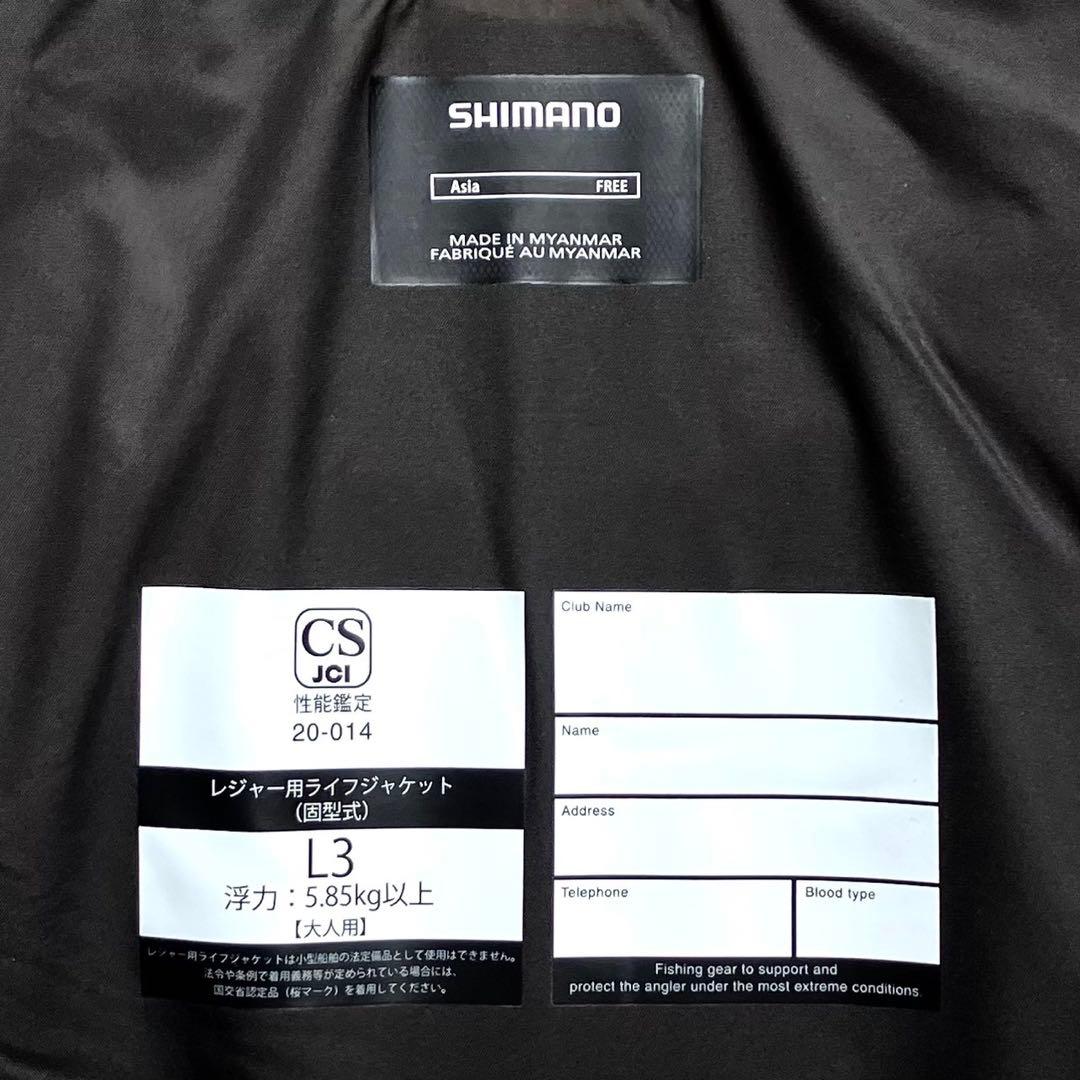 SHIMANO
Asia FREE
MADE IN MYANMAR
FABRIQUÉ AU MYANMAR
CS
JCI
性能鑑定
20-014
レジャー用ライフジャケット
(固型式)
L3
浮力：5.85kg以上
【大人用】
レジャー用ライフジャケットは小型船舶の法定備品として使用はできません。
法令や条例で着用義務等が定められている場合には、
国交省認定品（桜マーク）を着用してください。
Club Name
Name
Address
Telephone Blood type
Fishing gear to support and
protect the angler under the most extreme conditions.